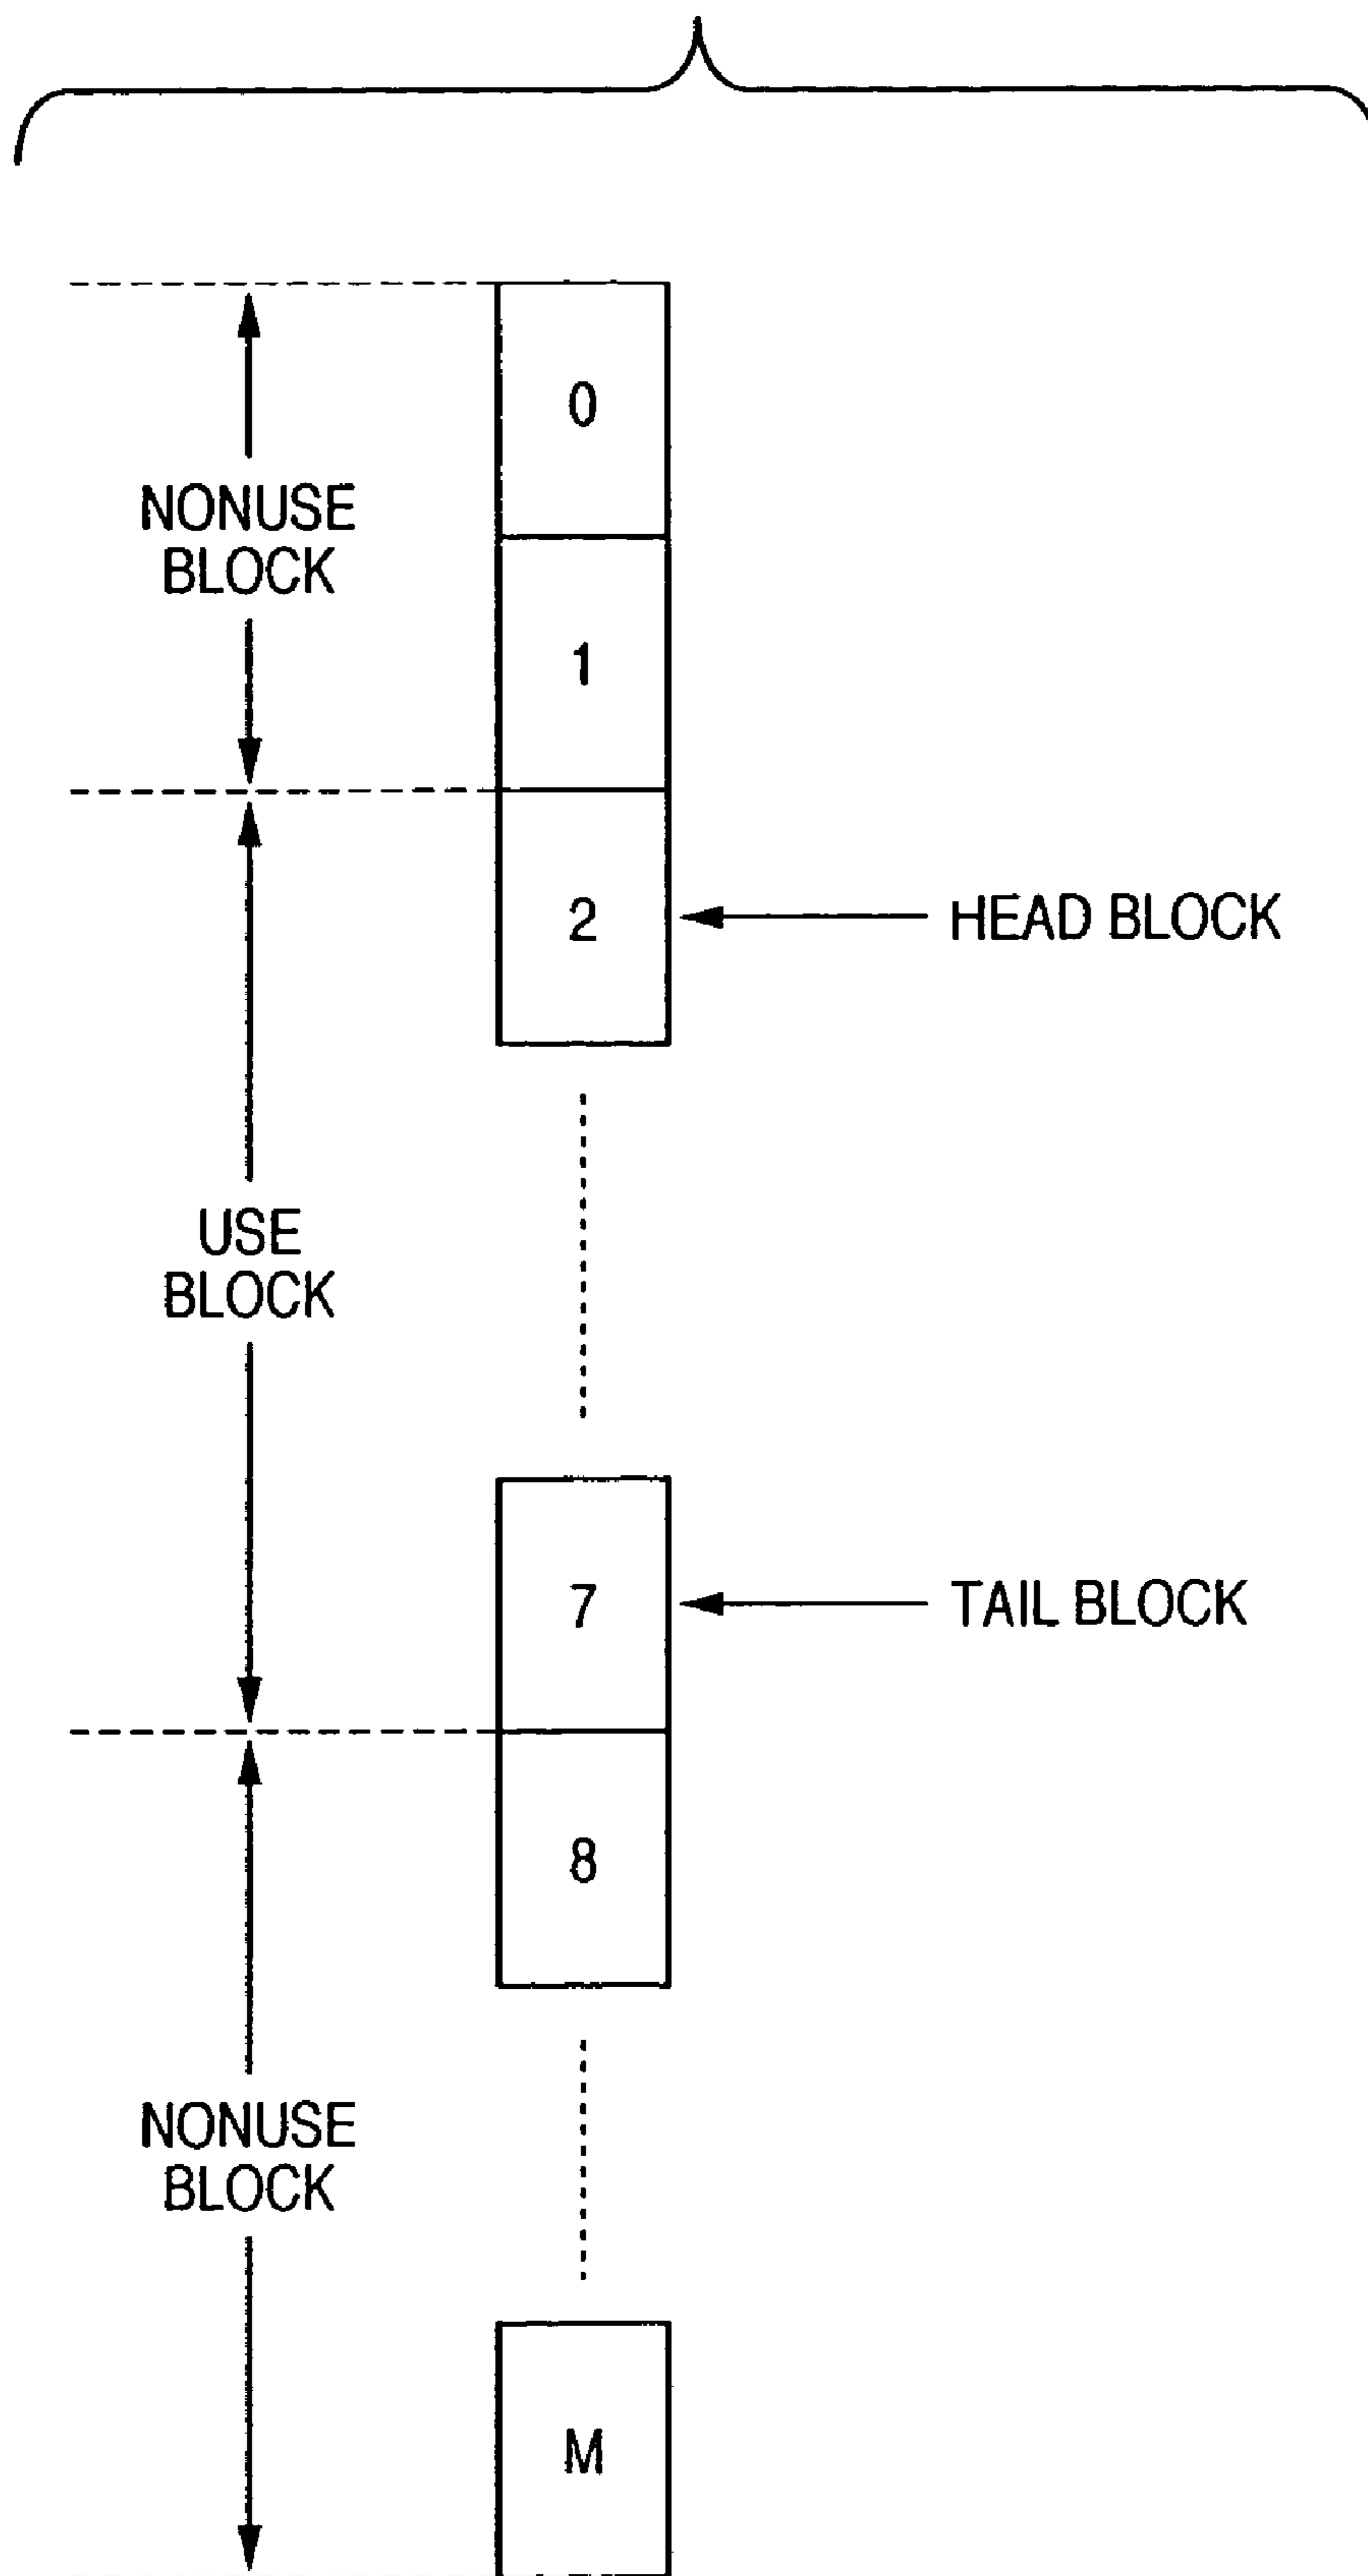 0
NONUSE
BLOCK
1
2
HEAD BLOCK
USE
BLOCK
7
TAIL BLOCK
8
NONUSE
BLOCK
M